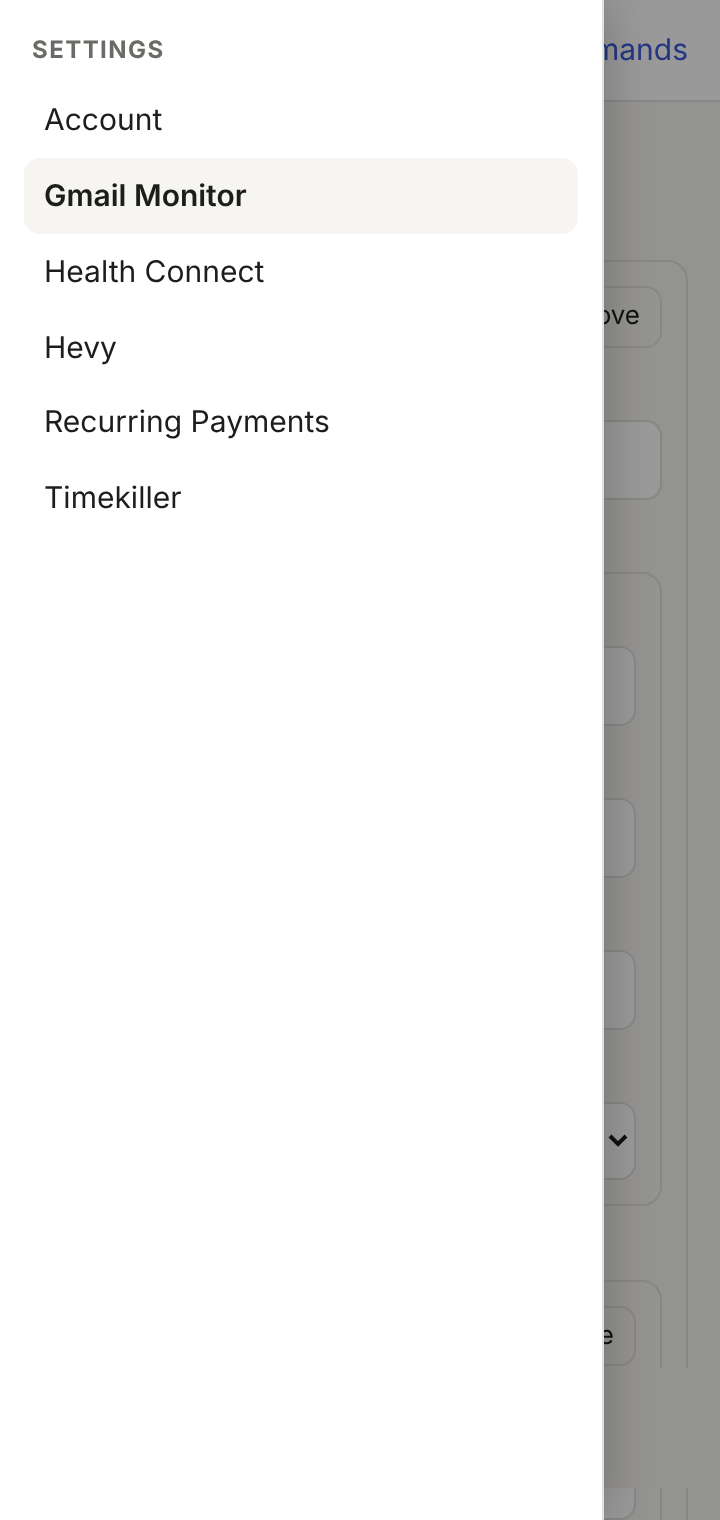 SETTINGS
Account
Gmail Monitor
Health Connect
Hevy
Recurring Payments
Timekiller